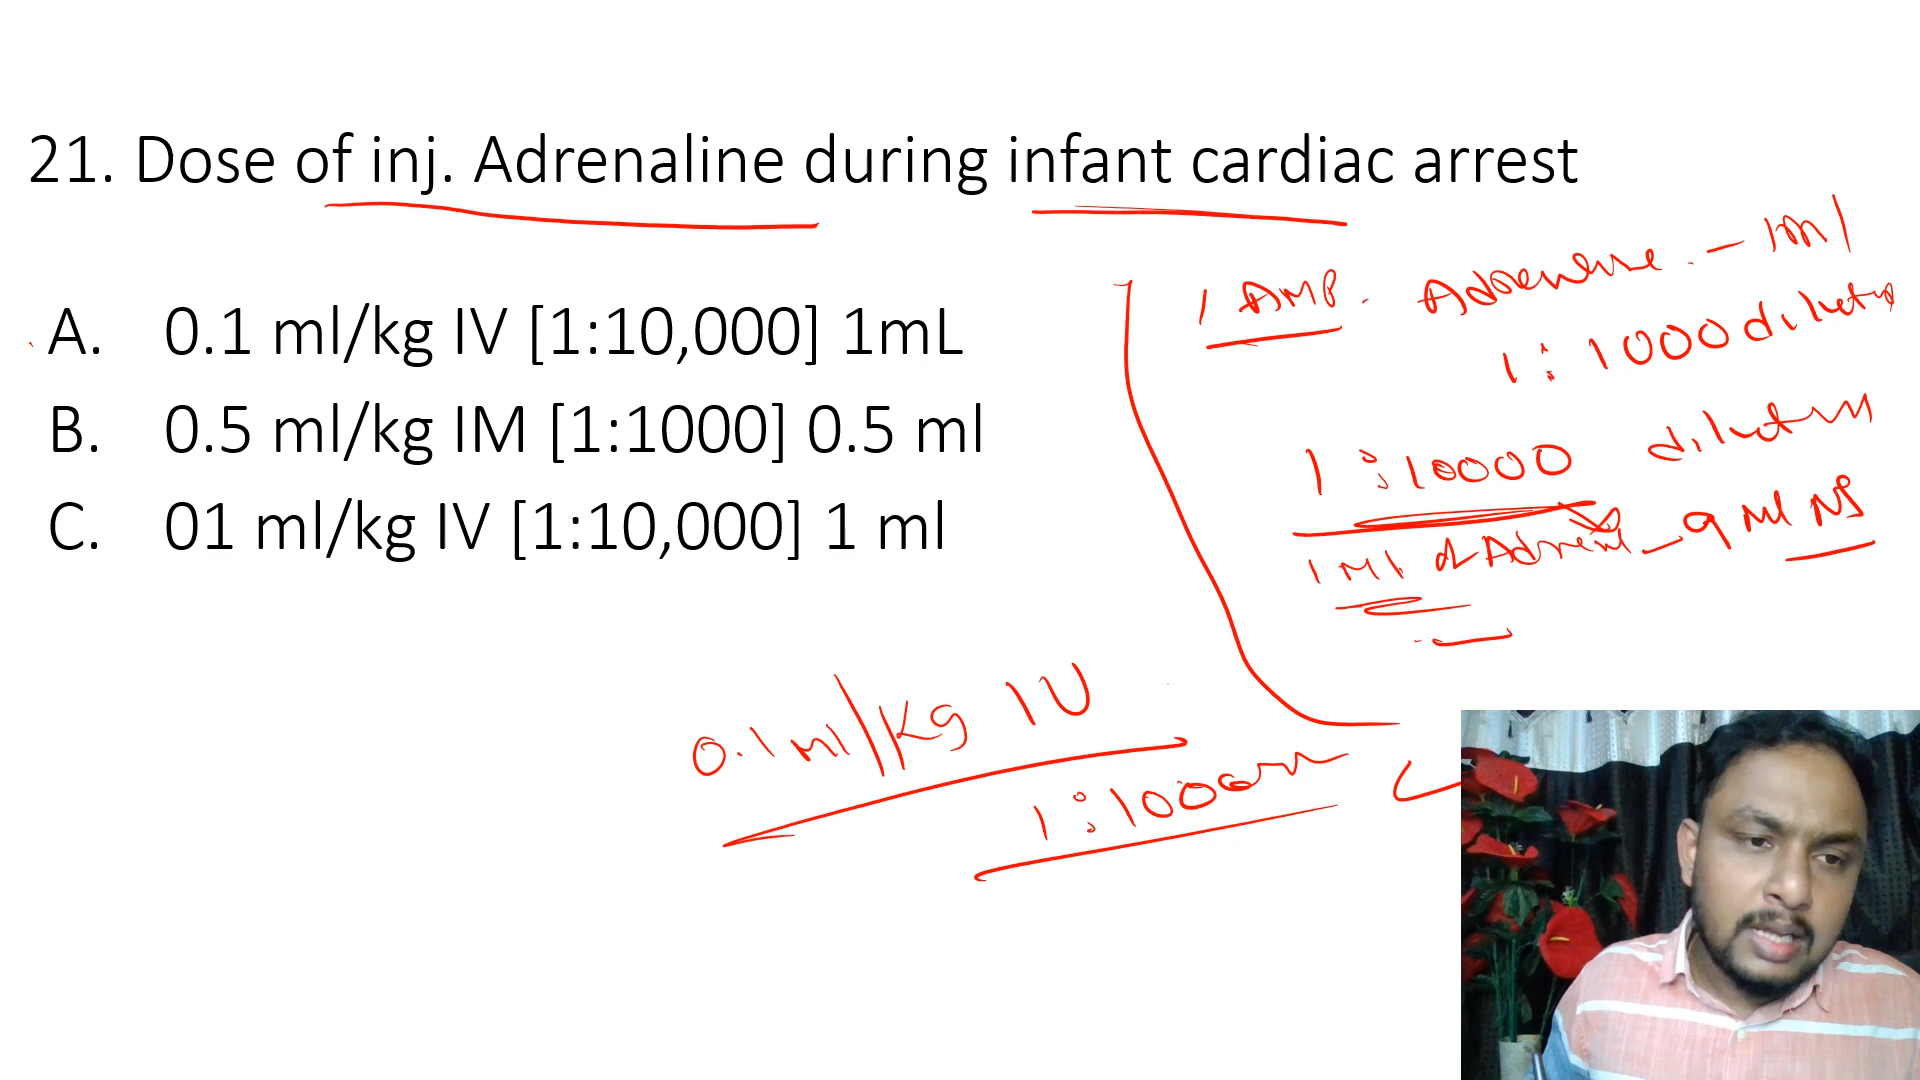 21. Dose of inj. Adrenaline during infant cardiac arrest
A. 0.1 ml/kg IV [1:10,000] 1mL
B. 0.5 ml/kg IM [1:1000] 0.5 ml
C. 01 ml/kg IV [1:10,000] 1 ml
1 AMP. Adrenaline. - 1ml
1:1000 dilution
1:10000 dilution
1 Ml of Adrenal - 9 Ml NS
0.1 ml/kg IV